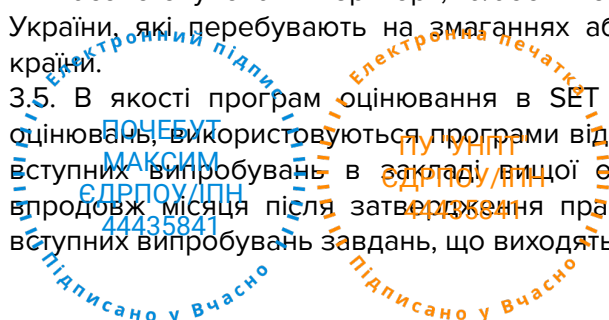 України, які перебувають на змаганнях аб
країни.
3.5. В якості програм оцінювання в SET
оцінювань, використовуються програми від
вступних випробувань в закладі вищої о
впродовж місяця після затвердження пра
вступних випробувань завдань, що виходять
Електронний підпис
ПОЧЕБУТ
МАКСИМ
ЄДРПОУ/ІПН
44435841
Підписано у Вчасно
Електронна печатка
ПУ "УНПТ"
ЄДРПОУ/ІПН
44435841
Підписано у Вчасно